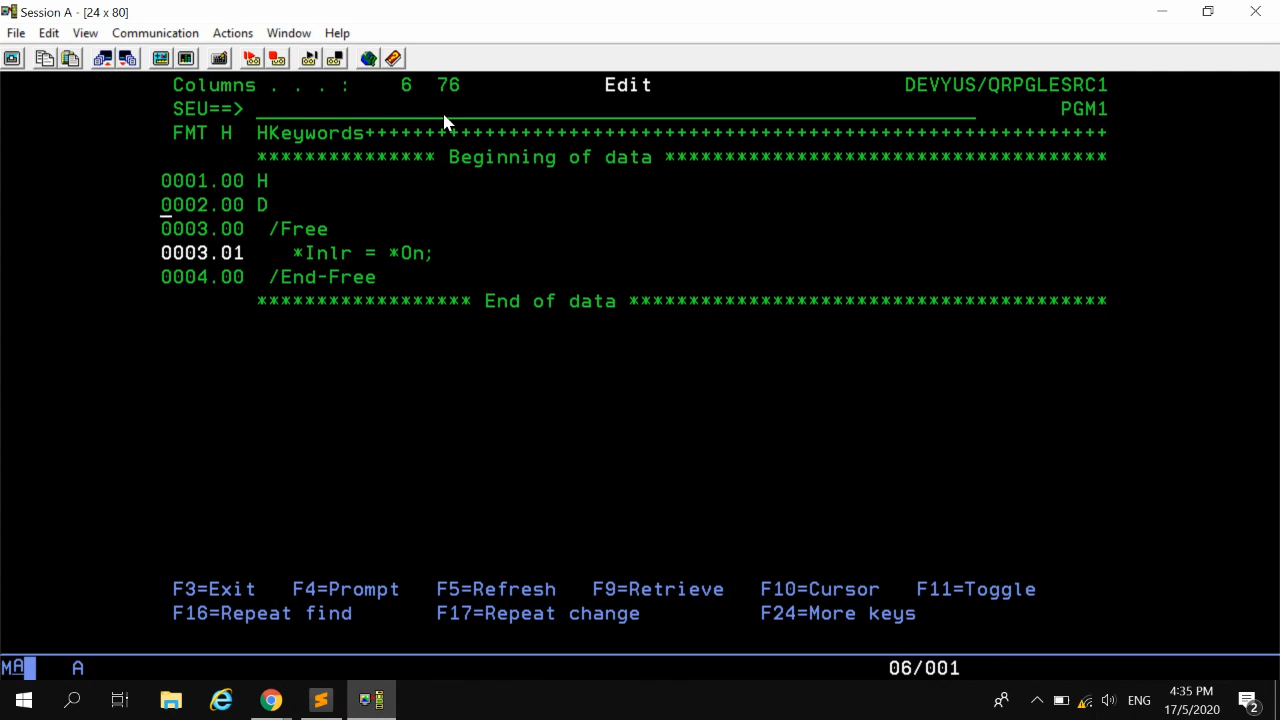 Session A - [24 x 80]
File Edit View Communication Actions Window Help
Columns . . . : 6 76 Edit DEVYUS/QRPGLESRC1
SEU==> PGM1
FMT H HKeywords++++++++++++++++++++++++++++++++++++++++++++++++++++++++++++++
*************** Beginning of data *************************************
0001.00 H
0002.00 D
0003.00 /Free
0003.01 *Inlr = *On;
0004.00 /End-Free
****************** End of data ****************************************
F3=Exit F4=Prompt F5=Refresh F9=Retrieve F10=Cursor F11=Toggle
F16=Repeat find F17=Repeat change F24=More keys
MA A 06/001
ENG 4:35 PM
17/5/2020 2